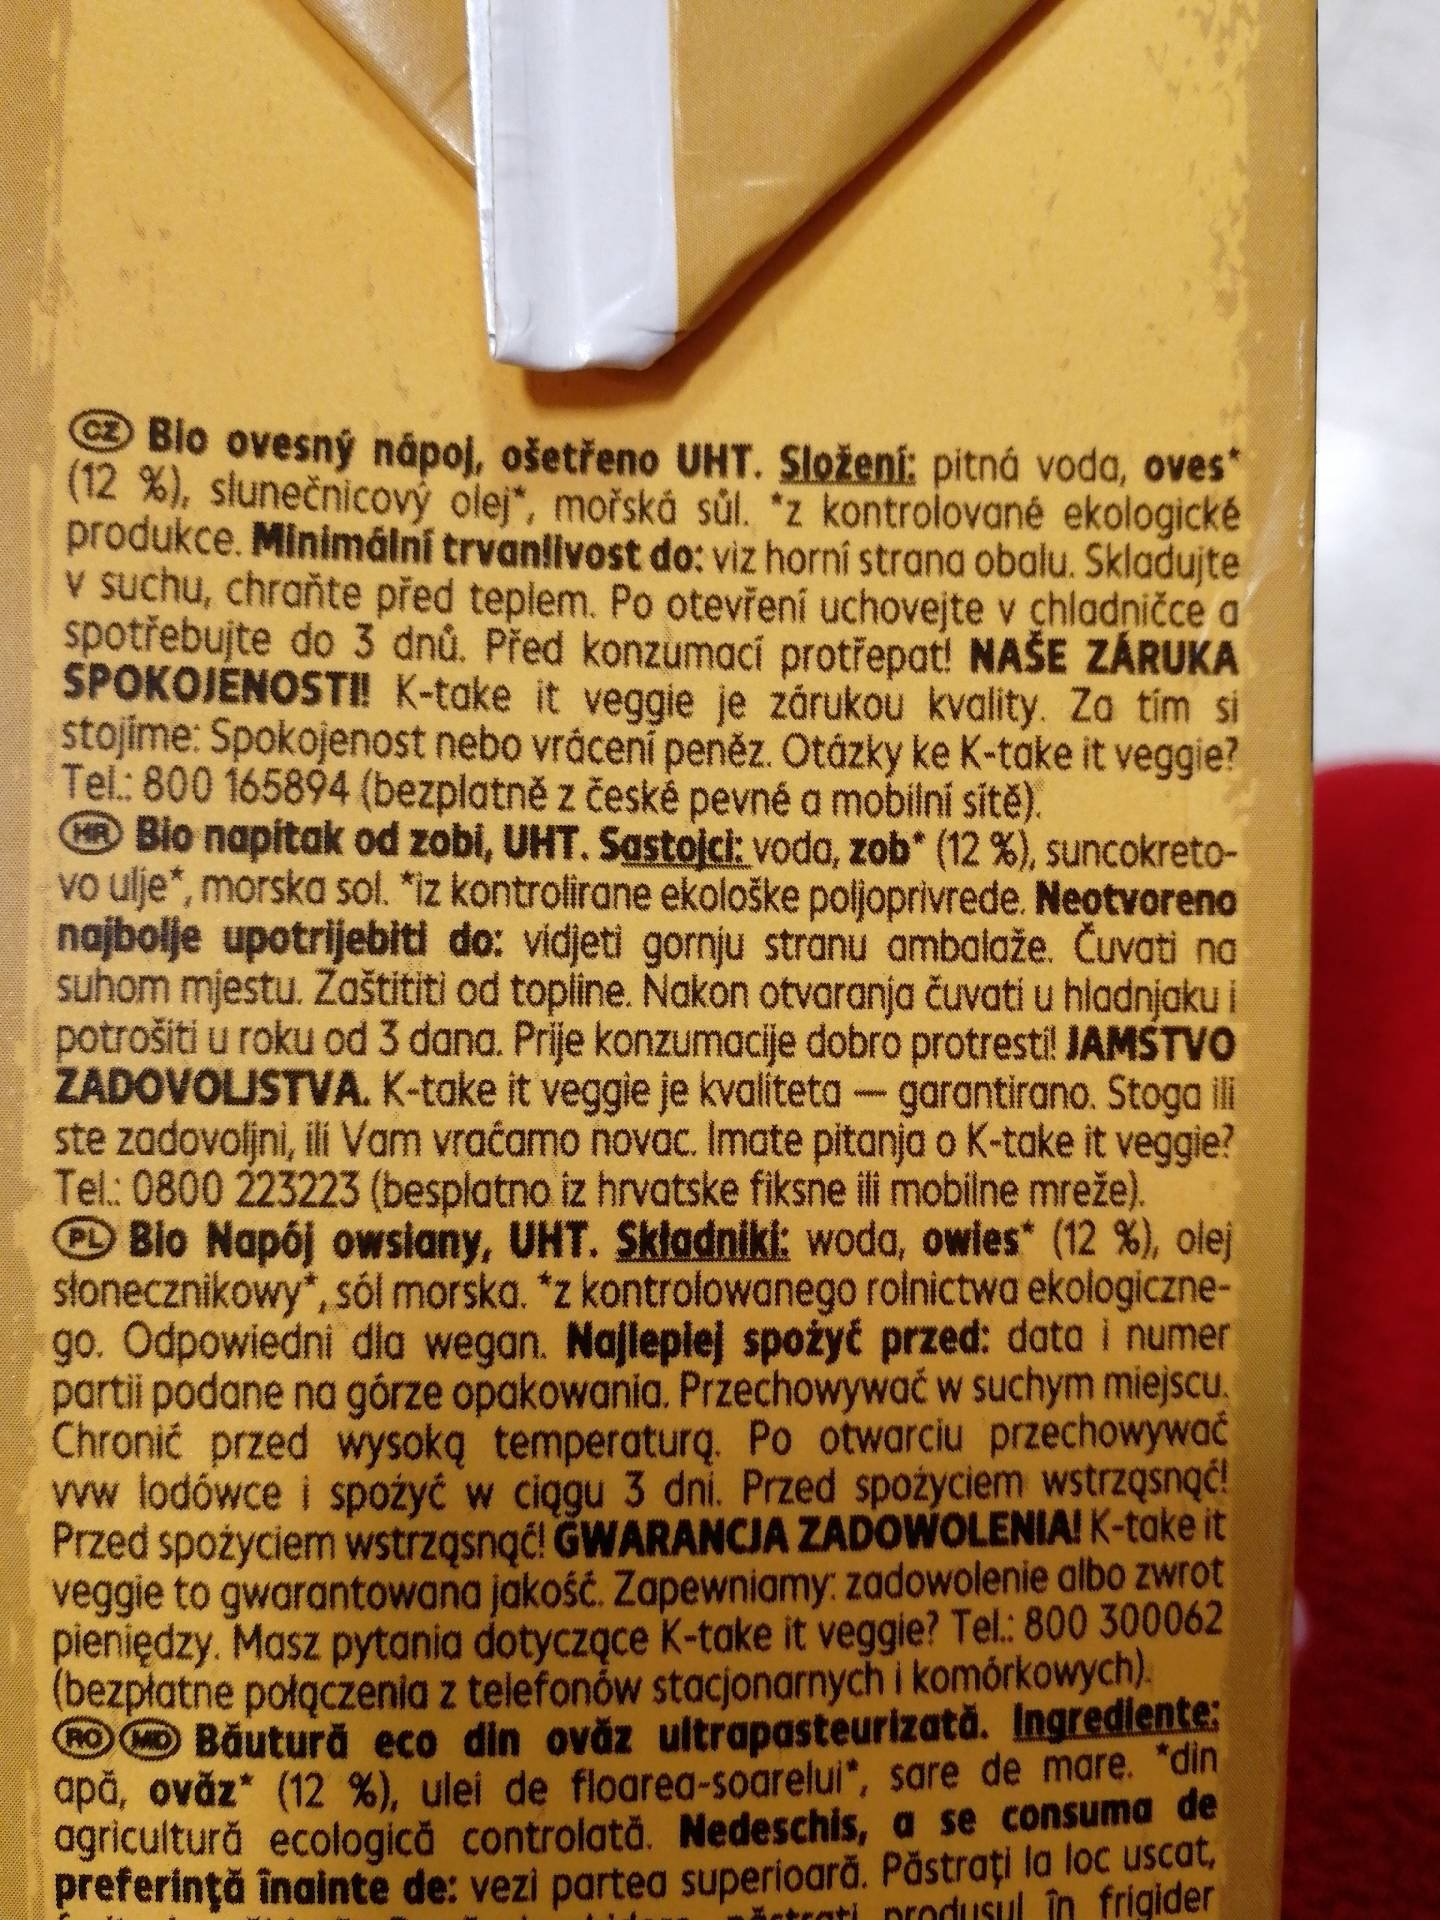 CZ Bio ovesný nápoj, ošetřeno UHT. Složení: pitná voda, oves*
(12 %), slunečnicový olej*, mořská sůl. *z kontrolované ekologické
produkce. Minimální trvanlivost do: viz horní strana obalu. Skladujte
v suchu, chraňte před teplem. Po otevření uchovejte v chladničce a
spotřebujte do 3 dnů. Před konzumací protřepat! NAŠE ZÁRUKA
SPOKOJENOSTI! K-take it veggie je zárukou kvality. Za tím si
stojíme: Spokojenost nebo vrácení peněz. Otázky ke K-take it veggie?
Tel.: 800 165894 (bezplatně z české pevné a mobilní sítě).
HR Bio napitak od zobi, UHT. Sastojci: voda, zob* (12 %), suncokreto-
vo ulje*, morska sol. *iz kontrolirane ekološke poljoprivrede. Neotvoreno
najbolje upotrijebiti do: vidjeti gornju stranu ambalaže. Čuvati na
suhom mjestu. Zaštititi od topline. Nakon otvaranja čuvati u hladnjaku i
potrošiti u roku od 3 dana. Prije konzumacije dobro protresti! JAMSTVO
ZADOVOLJSTVA. K-take it veggie je kvaliteta — garantirano. Stoga ili
ste zadovoljni, ili Vam vraćamo novac. Imate pitanja o K-take it veggie?
Tel.: 0800 223223 (besplatno iz hrvatske fiksne ili mobilne mreže).
PL Bio Napój owsiany, UHT. Składniki: woda, owies* (12 %), olej
słonecznikowy*, sól morska. *z kontrolowanego rolnictwa ekologiczne-
go. Odpowiedni dla wegan. Najlepiej spożyć przed: data i numer
partii podane na górze opakowania. Przechowywać w suchym miejscu.
Chronić przed wysoką temperaturą. Po otwarciu przechowywać
vvw lodówce i spożyć w ciągu 3 dni. Przed spożyciem wstrząsnąć!
Przed spożyciem wstrząsnąć! GWARANCJA ZADOWOLENIA! K-take it
veggie to gwarantowana jakość. Zapewniamy: zadowolenie albo zwrot
pieniędzy. Masz pytania dotyczące K-take it veggie? Tel.: 800 300062
(bezpłatne połączenia z telefonów stacjonarnych i komórkowych).
RO MD Băutură eco din ovăz ultrapasteurizată. Ingrediente:
apă, ovăz* (12 %), ulei de floarea-soarelui*, sare de mare. *din
agricultură ecologică controlată. Nedeschis, a se consuma de
preferinţă înainte de: vezi partea superioară. Păstraţi la loc uscat,
păstraţi produsul în frigider